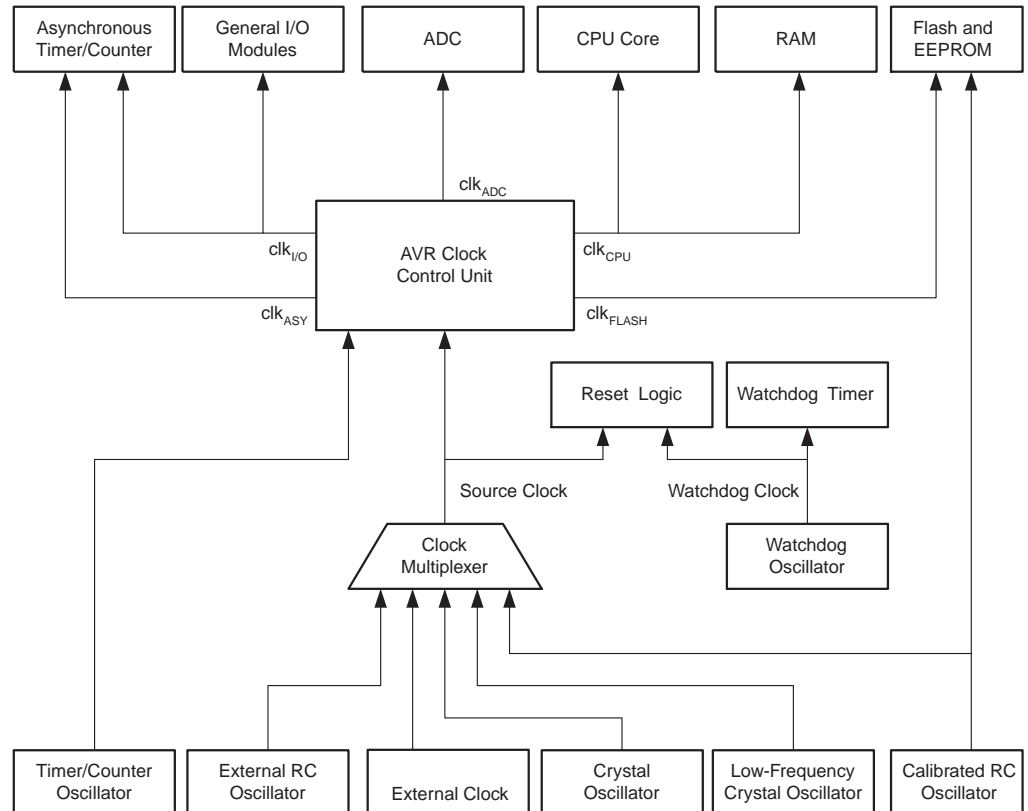 Asynchronous
Timer/Counter
General I/O
Modules
ADC
CPU Core
RAM
Flash and
EEPROM
clkADC
clkI/O
AVR Clock
Control Unit
clkCPU
clkASY
clkFLASH
Reset Logic
Watchdog Timer
Source Clock
Watchdog Clock
Clock
Multiplexer
Watchdog
Oscillator
Timer/Counter
Oscillator
External RC
Oscillator
External Clock
Crystal
Oscillator
Low-Frequency
Crystal Oscillator
Calibrated RC
Oscillator